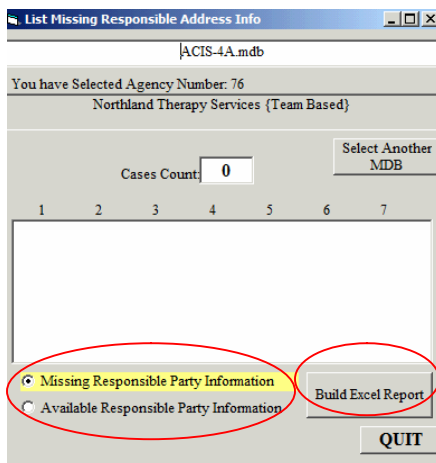 List Missing Responsible Address Info
ACIS-4A.mdb
You have Selected Agency Number: 76
Northland Therapy Services {Team Based}
Select Another
MDB
Cases Count: 0
1 2 3 4 5 6 7
Missing Responsible Party Information
Available Responsible Party Information
Build Excel Report
QUIT